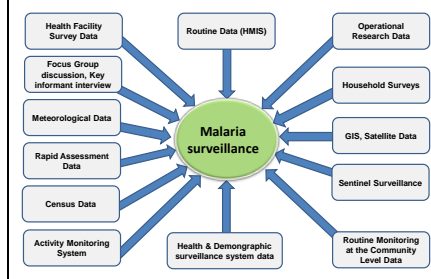 Health Facility
Survey Data
Routine Data (HMIS)
Operational
Research Data
Focus Group
discussion, Key
informant interview
Household Surveys
Meteorological Data
Malaria
surveillance
GIS, Satellite Data
Rapid Assessment
Data
Sentinel Surveillance
Census Data
Activity Monitoring
System
Health & Demongraphic
surveillance system data
Routine Monitoring
at the Community
Level Data